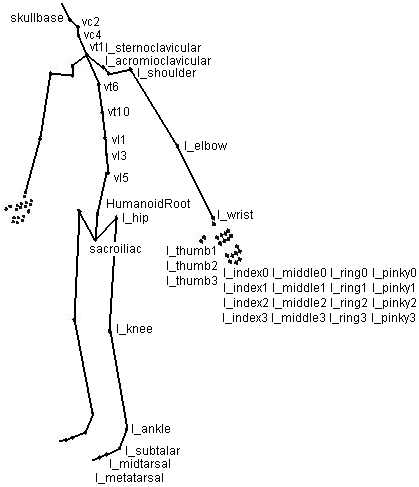 skullbase
vc2
vc4
vt1
l_sternoclavicular
l_acromioclavicular
l_shoulder
vt6
vt10
vl1
l_elbow
vl3
vl5
HumanoidRoot
l_hip
l_wrist
sacroiliac
l_thumb1
l_thumb2
l_thumb3
l_index0 l_middle0 l_ring0 l_pinky0
l_index1 l_middle1 l_ring1 l_pinky1
l_index2 l_middle2 l_ring2 l_pinky2
l_index3 l_middle3 l_ring3 l_pinky3
l_knee
l_ankle
l_subtalar
l_midtarsal
l_metatarsal